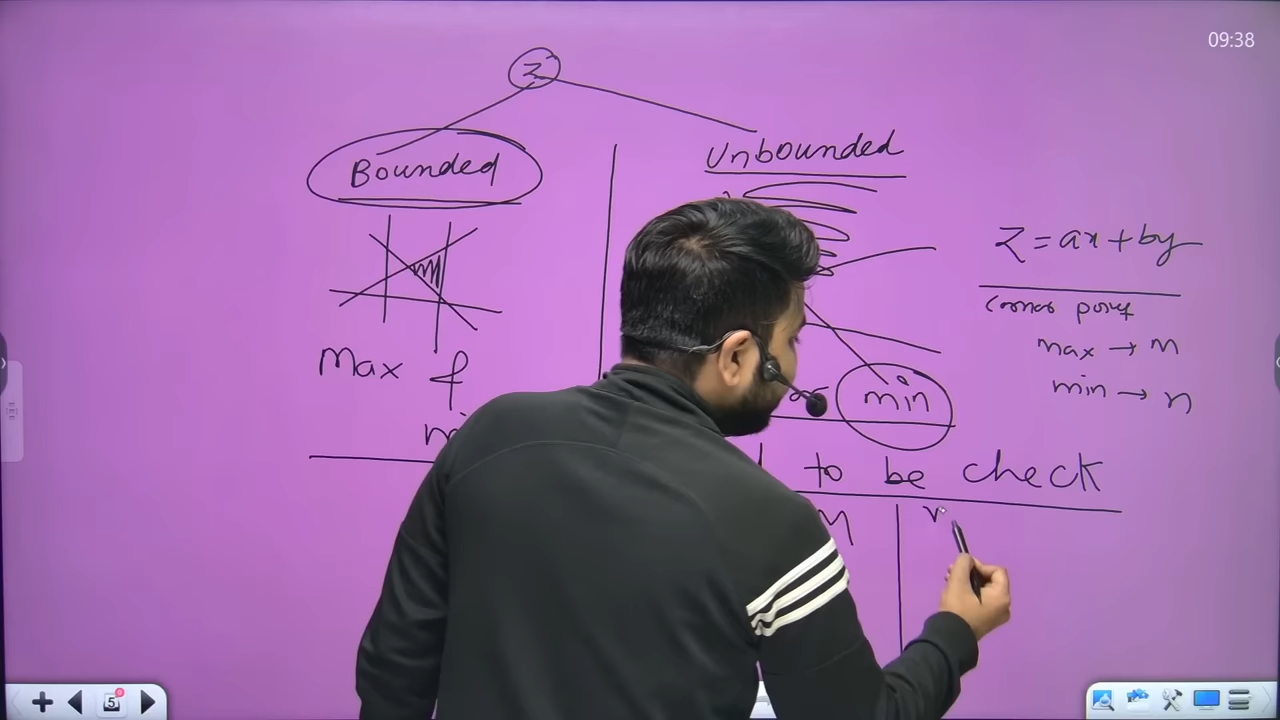 09:38
Z
Bounded
Unbounded
Z = ax + by
corner point
max → M
min → n
Max f
min
to be check
M